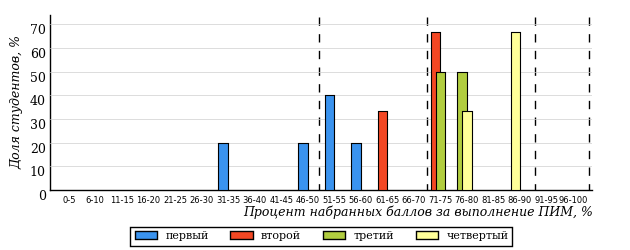 Доля студентов, %
70
60
50
40
30
20
10
0
0-5 6-10 11-15 16-20 21-25 26-30 31-35 36-40 41-45 46-50 51-55 56-60 61-65 66-70 71-75 76-80 81-85 86-90 91-95 96-100
Процент набранных баллов за выполнение ПИМ, %
первый второй третий четвертый